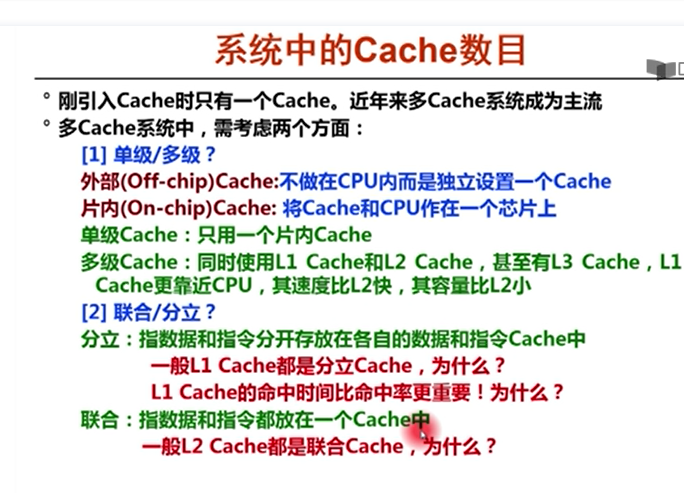 系统中的Cache数目
° 刚引入Cache时只有一个Cache。近年来多Cache系统成为主流
° 多Cache系统中，需考虑两个方面：
[1] 单级/多级？
外部(Off-chip)Cache:不做在CPU内而是独立设置一个Cache
片内(On-chip)Cache: 将Cache和CPU作在一个芯片上
单级Cache：只用一个片内Cache
多级Cache：同时使用L1 Cache和L2 Cache，甚至有L3 Cache，L1
Cache更靠近CPU，其速度比L2快，其容量比L2小
[2] 联合/分立？
分立：指数据和指令分开存放在各自的数据和指令Cache中
一般L1 Cache都是分立Cache，为什么？
L1 Cache的命中时间比命中率更重要！为什么？
联合：指数据和指令都放在一个Cache中
一般L2 Cache都是联合Cache，为什么？